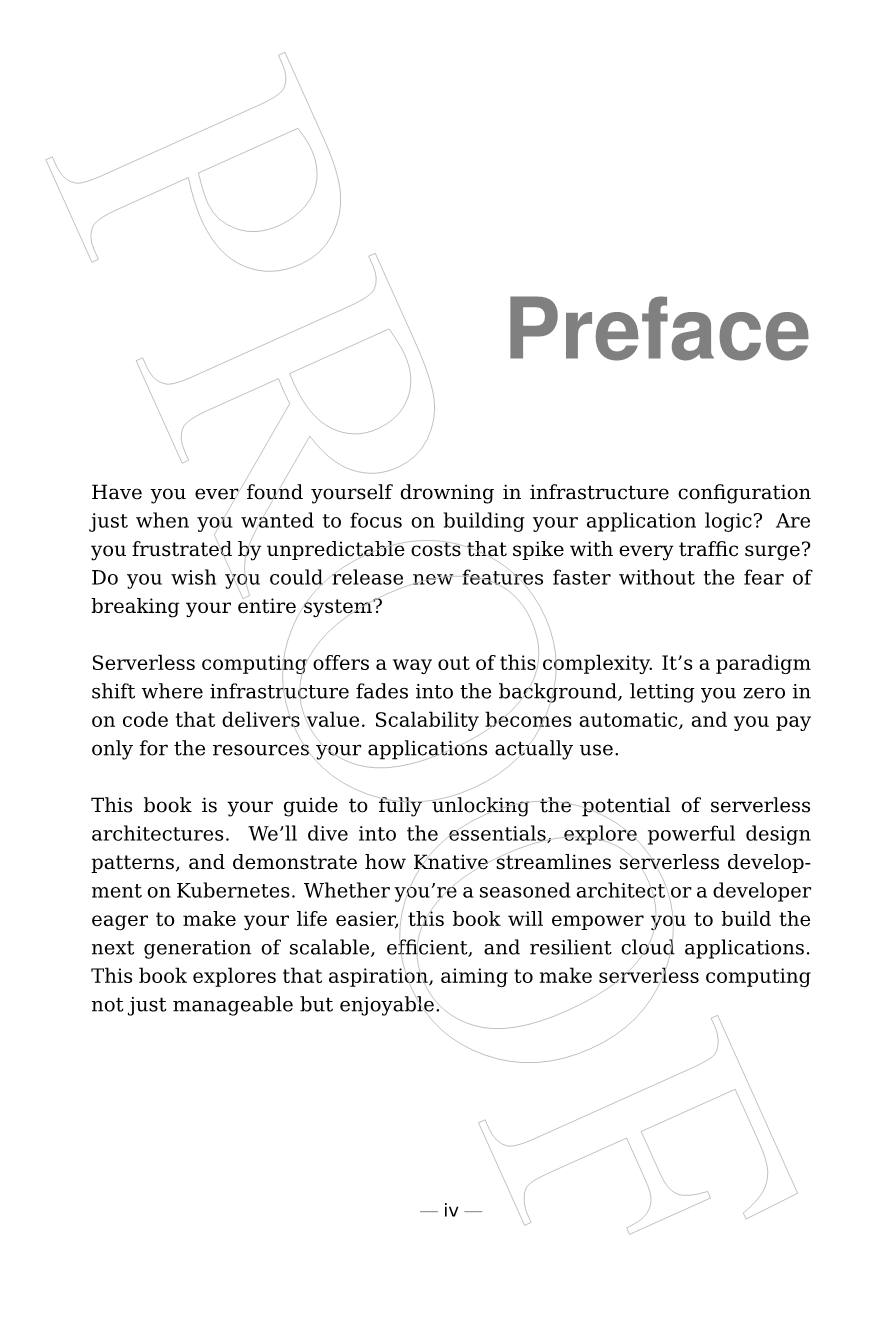 Preface
Have you ever found yourself drowning in infrastructure configuration
just when you wanted to focus on building your application logic? Are
you frustrated by unpredictable costs that spike with every traffic surge?
Do you wish you could release new features faster without the fear of
breaking your entire system?
Serverless computing offers a way out of this complexity. It’s a paradigm
shift where infrastructure fades into the background, letting you zero in
on code that delivers value. Scalability becomes automatic, and you pay
only for the resources your applications actually use.
This book is your guide to fully unlocking the potential of serverless
architectures. We’ll dive into the essentials, explore powerful design
patterns, and demonstrate how Knative streamlines serverless develop-
ment on Kubernetes. Whether you’re a seasoned architect or a developer
eager to make your life easier, this book will empower you to build the
next generation of scalable, efficient, and resilient cloud applications.
This book explores that aspiration, aiming to make serverless computing
not just manageable but enjoyable.
— iv —
PROOF